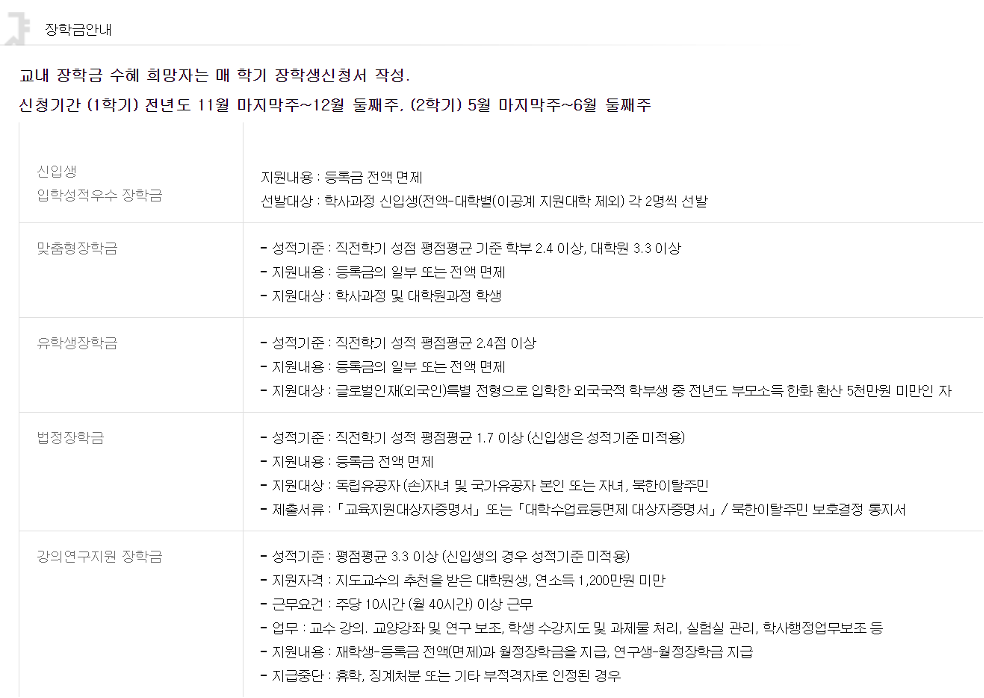 장학금안내
교내 장학금 수혜 희망자는 매 학기 장학생신청서 작성.
신청기간 (1학기) 전년도 11월 마지막주~12월 둘째주, (2학기) 5월 마지막주~6월 둘째주
신입생
입학성적우수 장학금
지원내용 : 등록금 전액 면제
선발대상 : 학사과정 신입생(전액-대학별(이공계 지원대학 제외) 각 2명씩 선발
맞춤형장학금
- 성적기준 : 직전학기 성점 평점평균 기준 학부 2.4 이상, 대학원 3.3 이상
- 지원내용 : 등록금의 일부 또는 전액 면제
- 지원대상 : 학사과정 및 대학원과정 학생
유학생장학금
- 성적기준 : 직전학기 성적 평점평균 2.4점 이상
- 지원내용 : 등록금의 일부 또는 전액 면제
- 지원대상 : 글로벌인재(외국인)특별 전형으로 입학한 외국국적 학부생 중 전년도 부모소득 한화 환산 5천만원 미만인 자
법정장학금
- 성적기준 : 직전학기 성적 평점평균 1.7 이상 (신입생은 성적기준 미적용)
- 지원내용 : 등록금 전액 면제
- 지원대상 : 독립유공자 (손)자녀 및 국가유공자 본인 또는 자녀, 북한이탈주민
- 제출서류 : 「교육지원대상자증명서」 또는 「대학수업료등면제 대상자증명서」 / 북한이탈주민 보호결정 통지서
강의연구지원 장학금
- 성적기준 : 평점평균 3.3 이상 (신입생의 경우 성적기준 미적용)
- 지원자격 : 지도교수의 추천을 받은 대학원생, 연소득 1,200만원 미만
- 근무요건 : 주당 10시간 (월 40시간) 이상 근무
- 업무 : 교수 강의. 교양강좌 및 연구 보조, 학생 수강지도 및 과제물 처리, 실험실 관리, 학사행정업무보조 등
- 지원내용 : 재학생-등록금 전액(면제)과 월정장학금을 지급, 연구생-월정장학금 지급
- 지급중단 : 휴학, 징계처분 또는 기타 부적격자로 인정된 경우